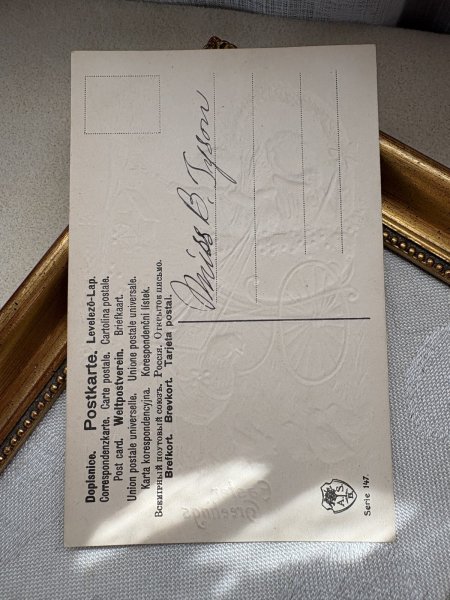 Dopisnice. Postkarte. Levelező-Lap.
Correspondenzkarte. Carte postale. Cartolina postale.
Post card. Weltpostverein. Briefkaart.
Union postale universelle. Unione postale universale.
Karta korespondencyjna. Korespondenční lístek.
Всемірный почтовый союзъ. Россія. Открытое письмо.
Brefkort. Brevkort. Tarjeta postal.
Miss B. Tyson
A S B
Serie 147.